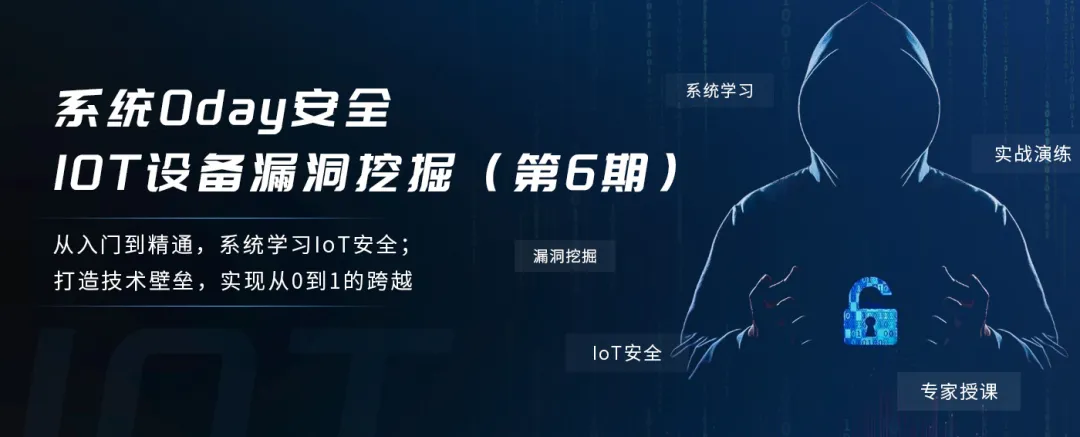 系统0day安全
IOT设备漏洞挖掘（第6期）
从入门到精通，系统学习IoT安全；
打造技术壁垒，实现从0到1的跨越
系统学习
实战演练
漏洞挖掘
IoT安全
专家授课
IOT